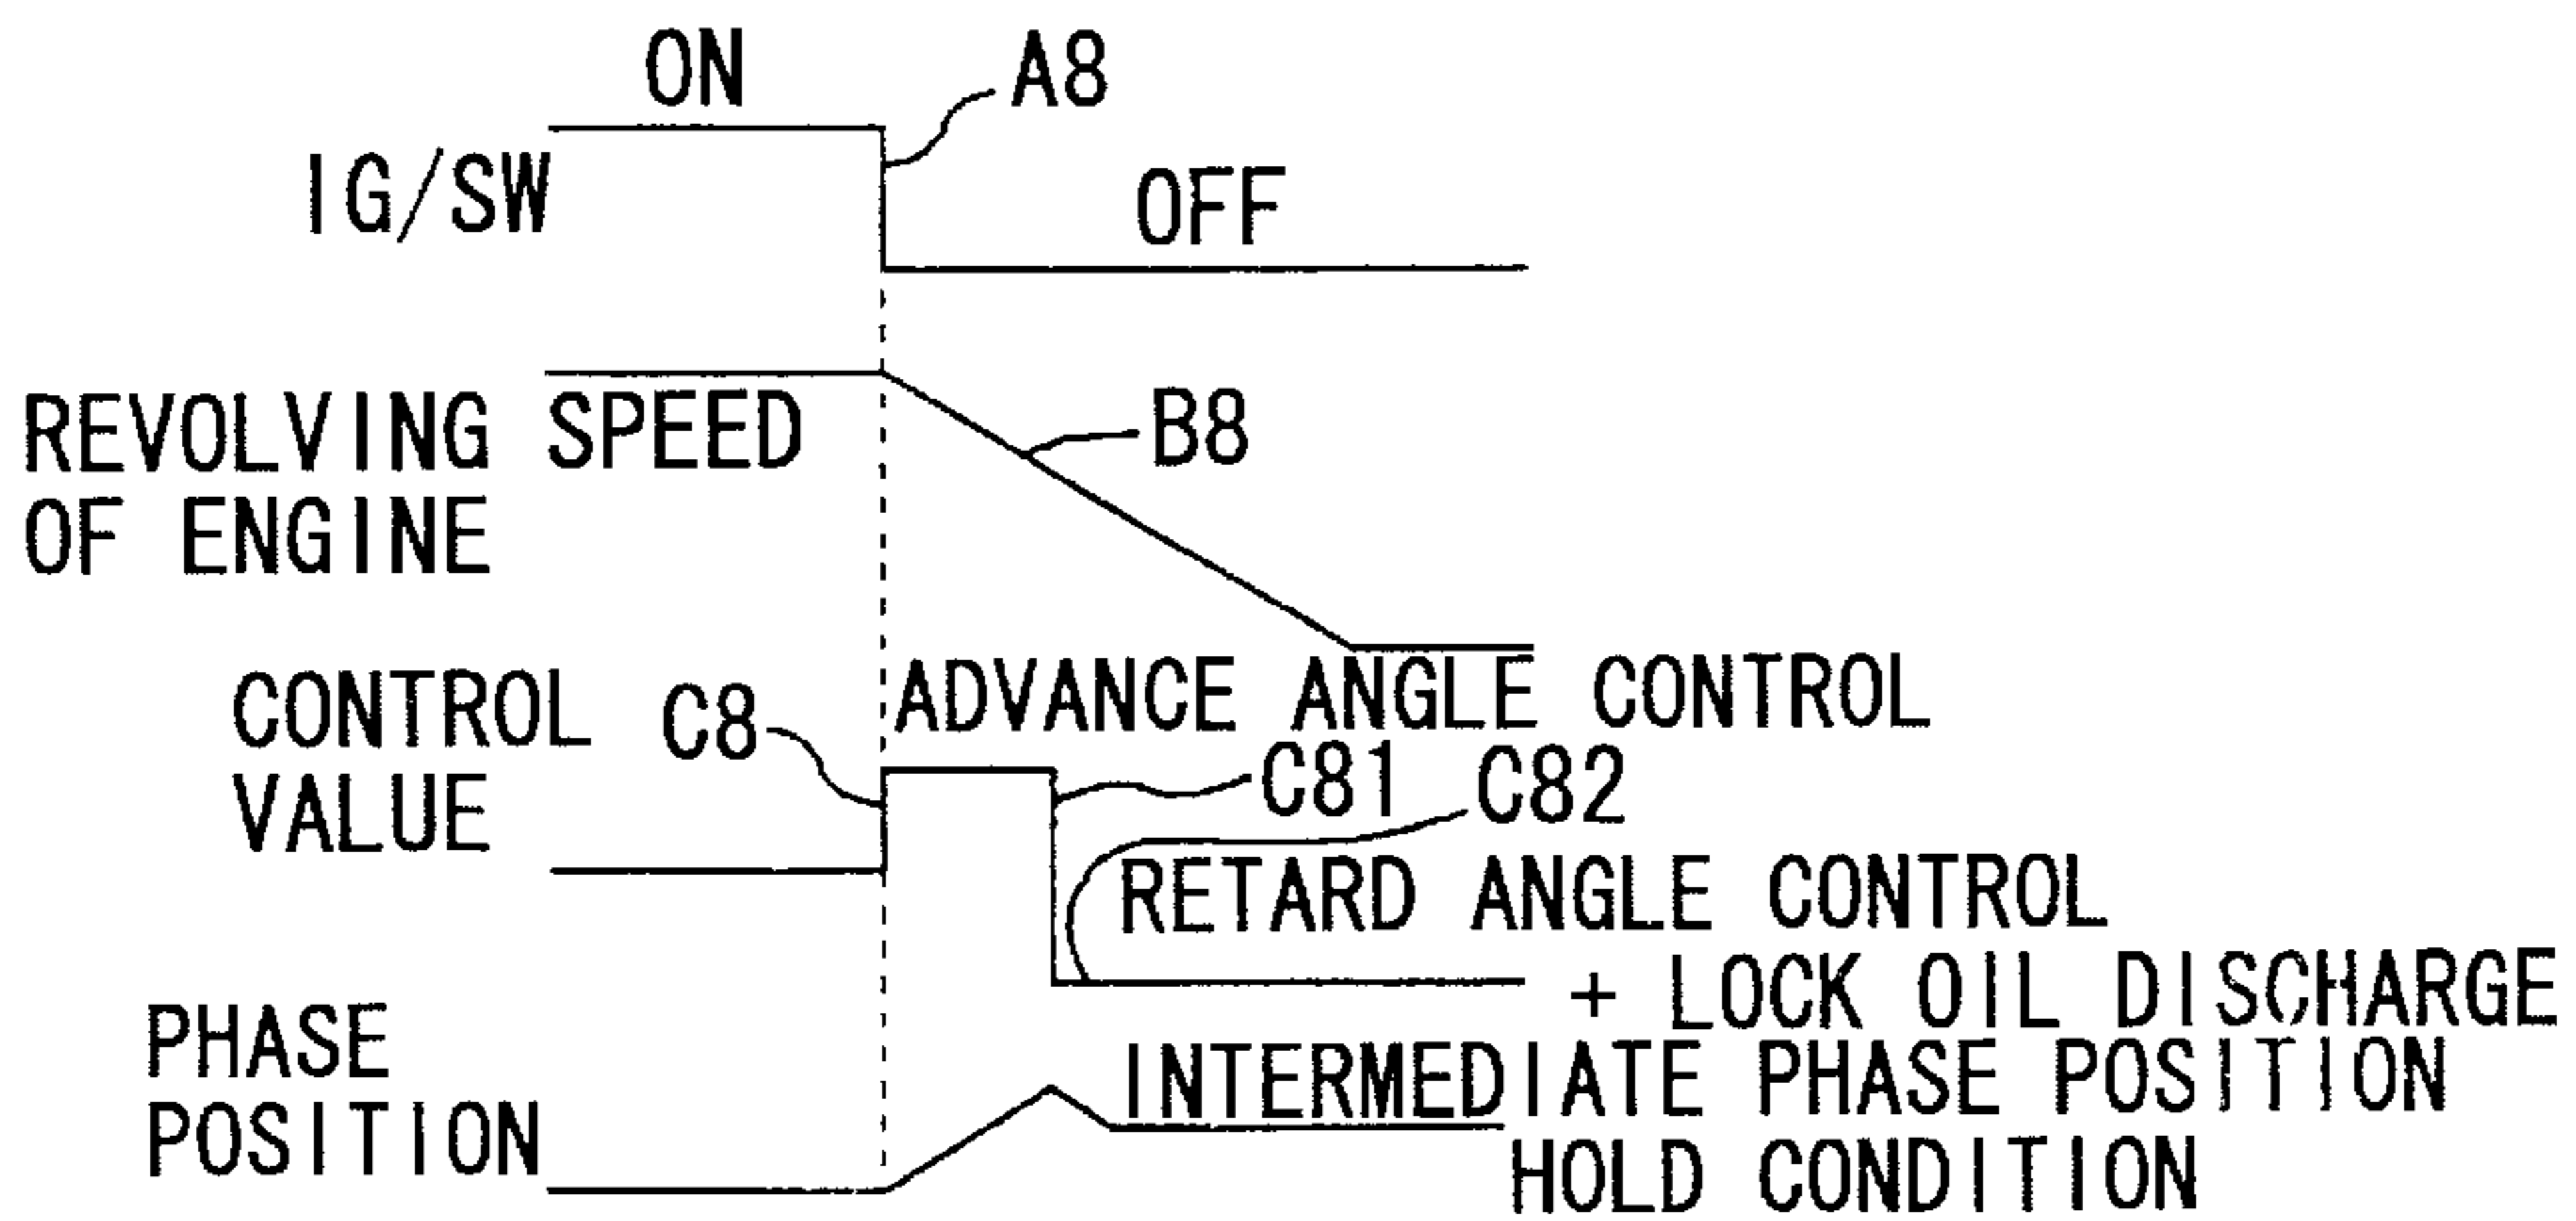 ON
A8
IG/SW
OFF
REVOLVING SPEED
OF ENGINE
B8
ADVANCE ANGLE CONTROL
CONTROL
VALUE
C8
C81
C82
RETARD ANGLE CONTROL
+ LOCK OIL DISCHARGE
PHASE
POSITION
INTERMEDIATE PHASE POSITION
HOLD CONDITION